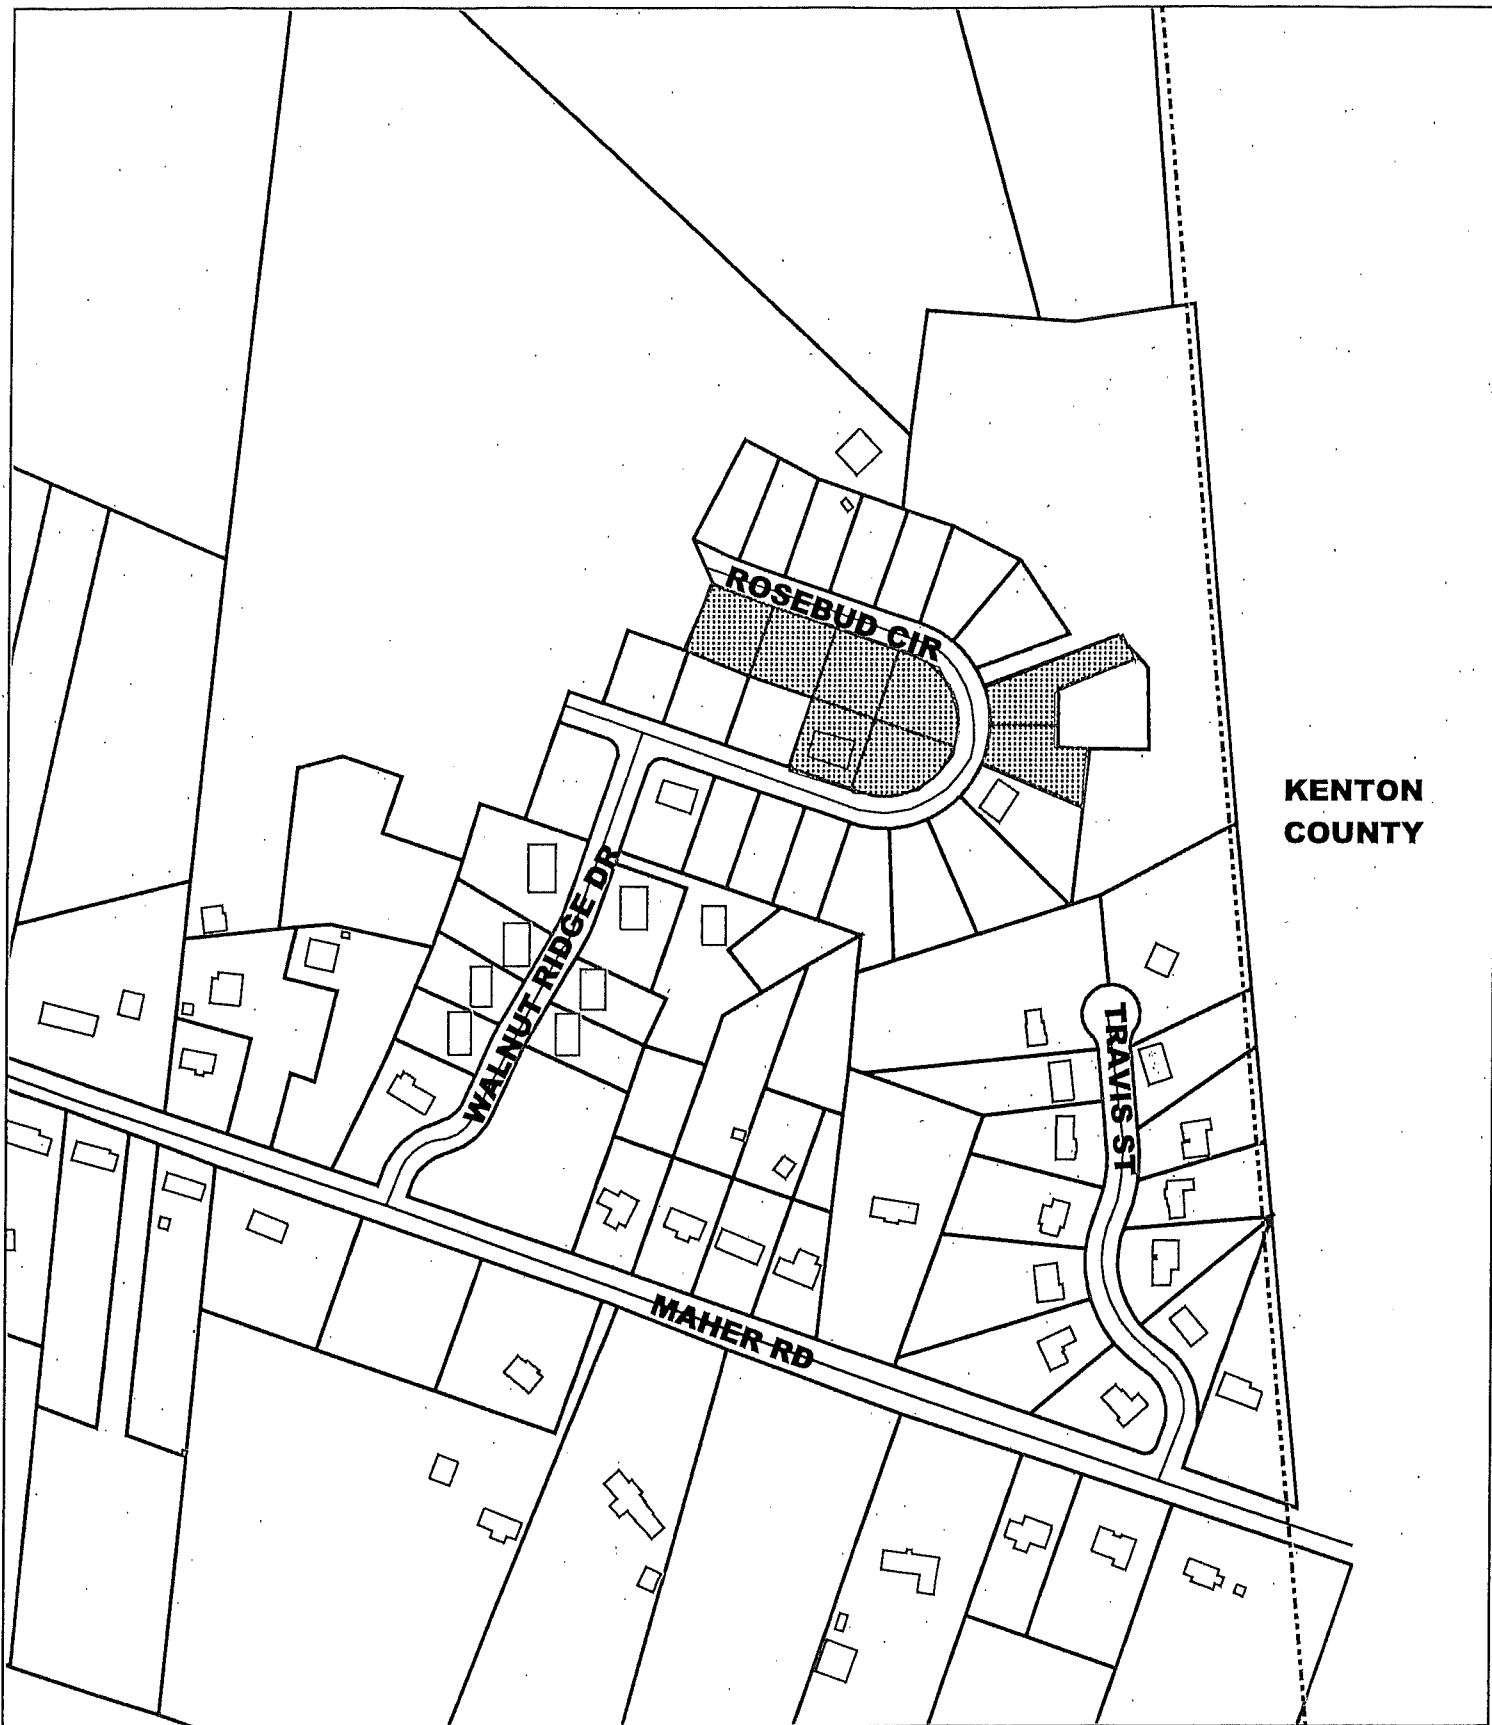 ROSEBUD CIR
KENTON
COUNTY
WALNUT RIDGE DR
TRAVIS ST
MAHER RD